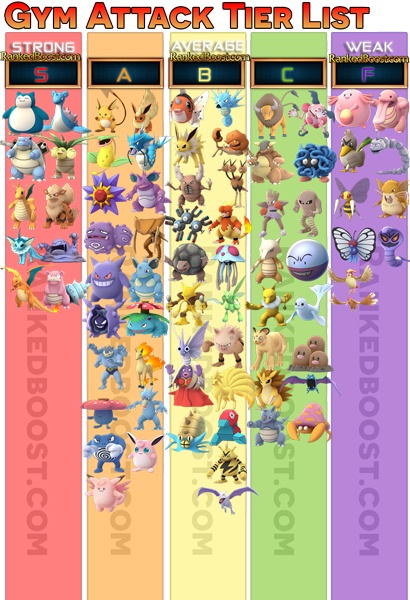 Gym Attack Tier List
STRONG AVERAGE WEAK
RankedBoost.com RankedBoost.com RankedBoost.com
S A B C F
RANKEDBOOST.COM RANKEDBOOST.COM RANKEDBOOST.COM RANKEDBOOST.COM RANKEDBOOST.COM